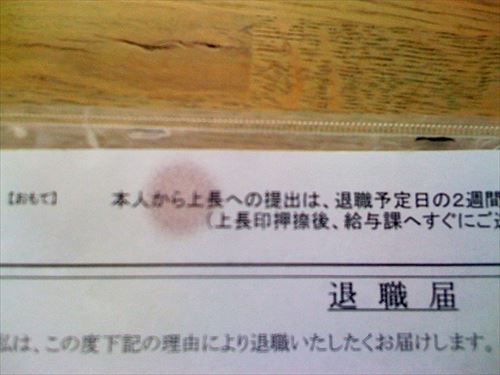 【おもて】 本人から上長への提出は、退職予定日の2週間
（上長印押捺後、給与課へすぐにご
退職届
私は、この度下記の理由により退職いたしたくお届けします。